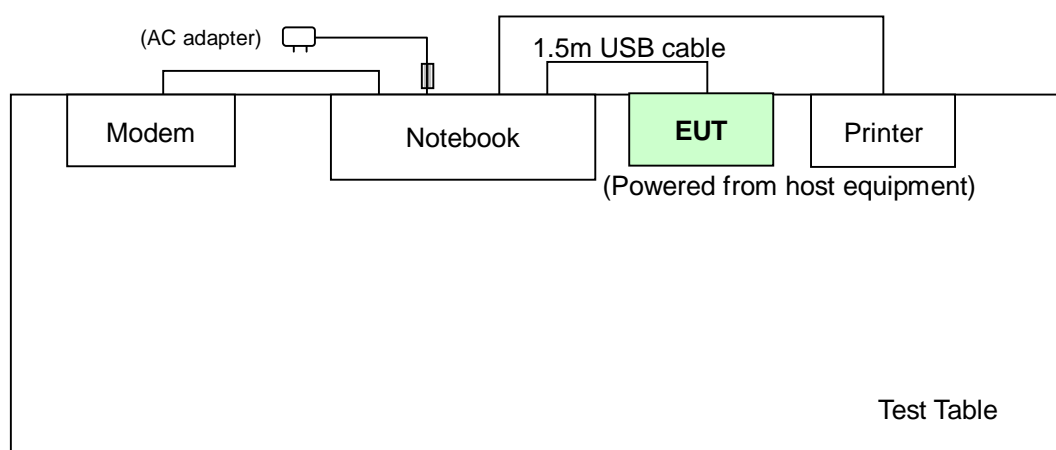 (AC adapter)
1.5m USB cable
Modem
Notebook
EUT
Printer
(Powered from host equipment)
Test Table